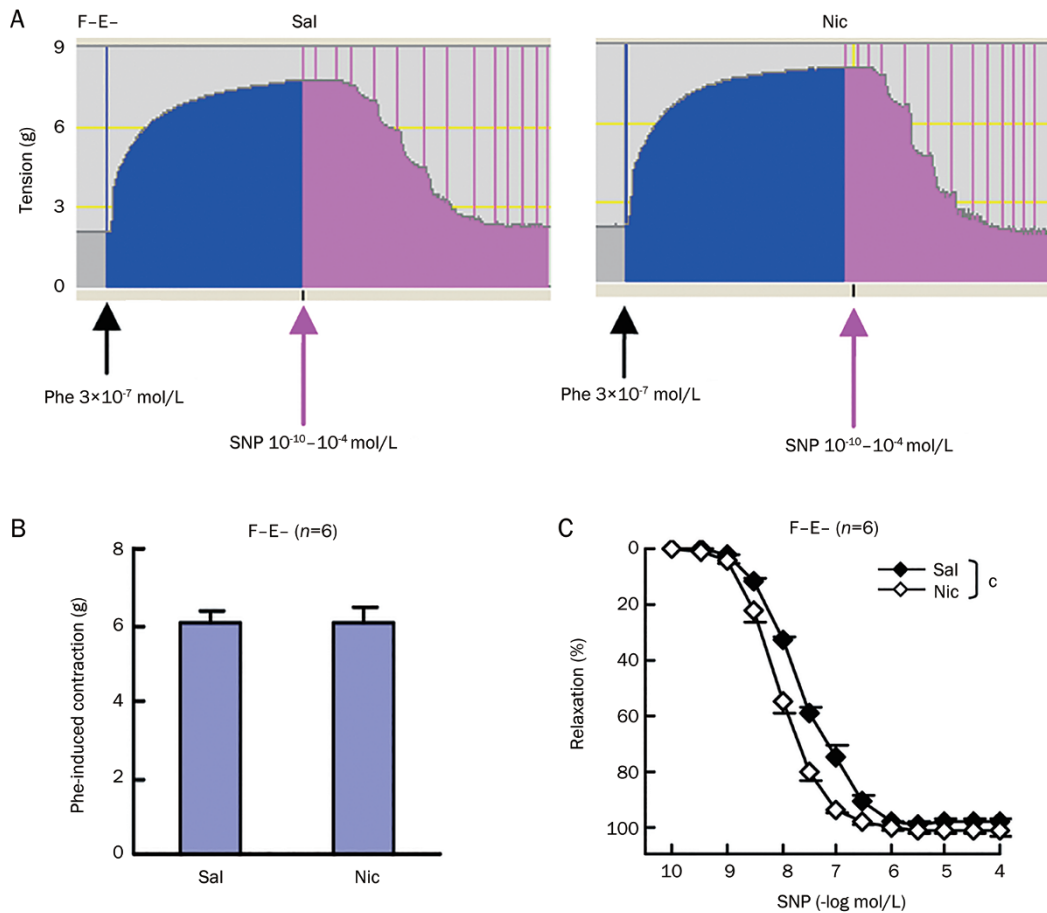 A
F–E–
Sal
Nic
9
6
3
0
Tension (g)
Phe 3×10⁻⁷ mol/L
SNP 10⁻¹⁰–10⁻⁴ mol/L
Phe 3×10⁻⁷ mol/L
SNP 10⁻¹⁰–10⁻⁴ mol/L
B
F–E– (n=6)
8
6
4
2
0
Phe-induced contraction (g)
Sal
Nic
C
F–E– (n=6)
0
20
40
60
80
100
Relaxation (%)
Sal
Nic
c
10 9 8 7 6 5 4
SNP (-log mol/L)